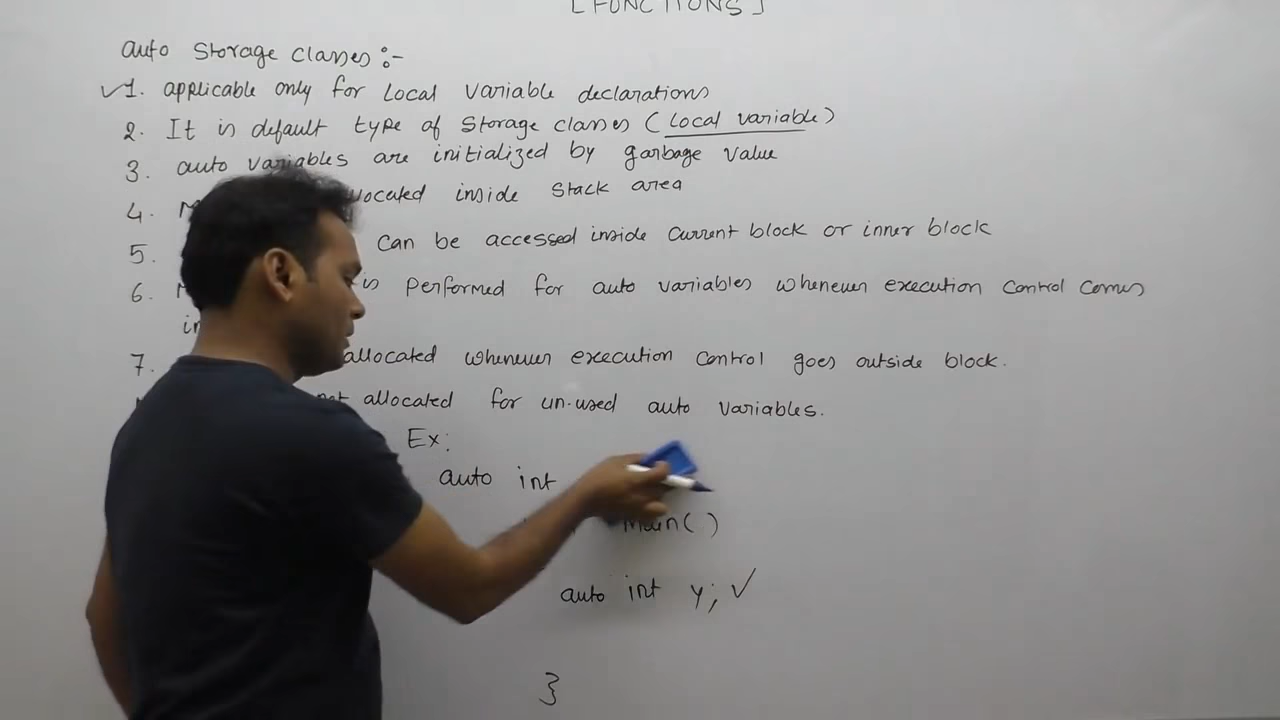 [ FUNCTIONS ]
auto Storage Classes :-
✓1. applicable only for Local variable declarations
2. It is default type of Storage classes ( Local variable )
3. auto variables are initialized by garbage value
4. inside stack area
5. Can be accessed inside Current block or inner block
6. is performed for auto variables whenever execution Control comes
7. allocated whenever execution Control goes outside block.
allocated for un-used auto variables.
Ex:
auto int
main( )
auto int y; ✓
}